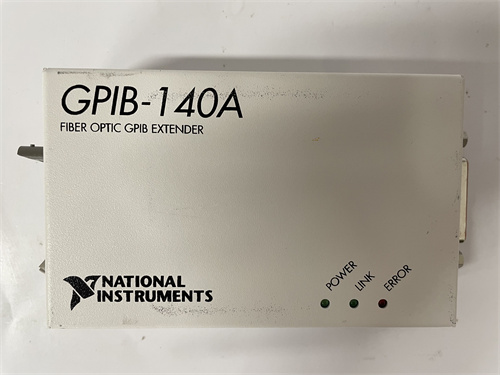 GPIB-140A
FIBER OPTIC GPIB EXTENDER
NATIONAL
INSTRUMENTS
POWER
LINK
ERROR